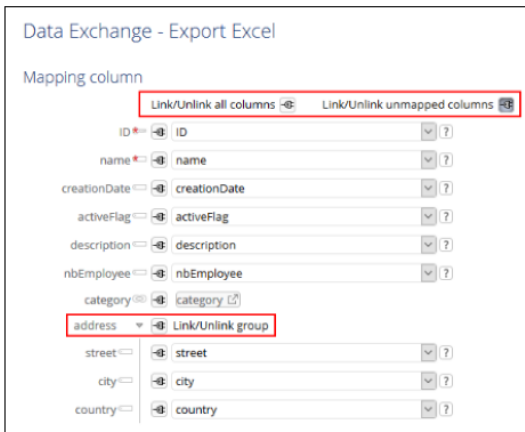 Data Exchange - Export Excel
Mapping column
Link/Unlink all columns Link/Unlink unmapped columns
ID * ID ?
name * name ?
creationDate creationDate ?
activeFlag activeFlag ?
description description ?
nbEmployee nbEmployee ?
category category
address Link/Unlink group
street street ?
city city ?
country country ?